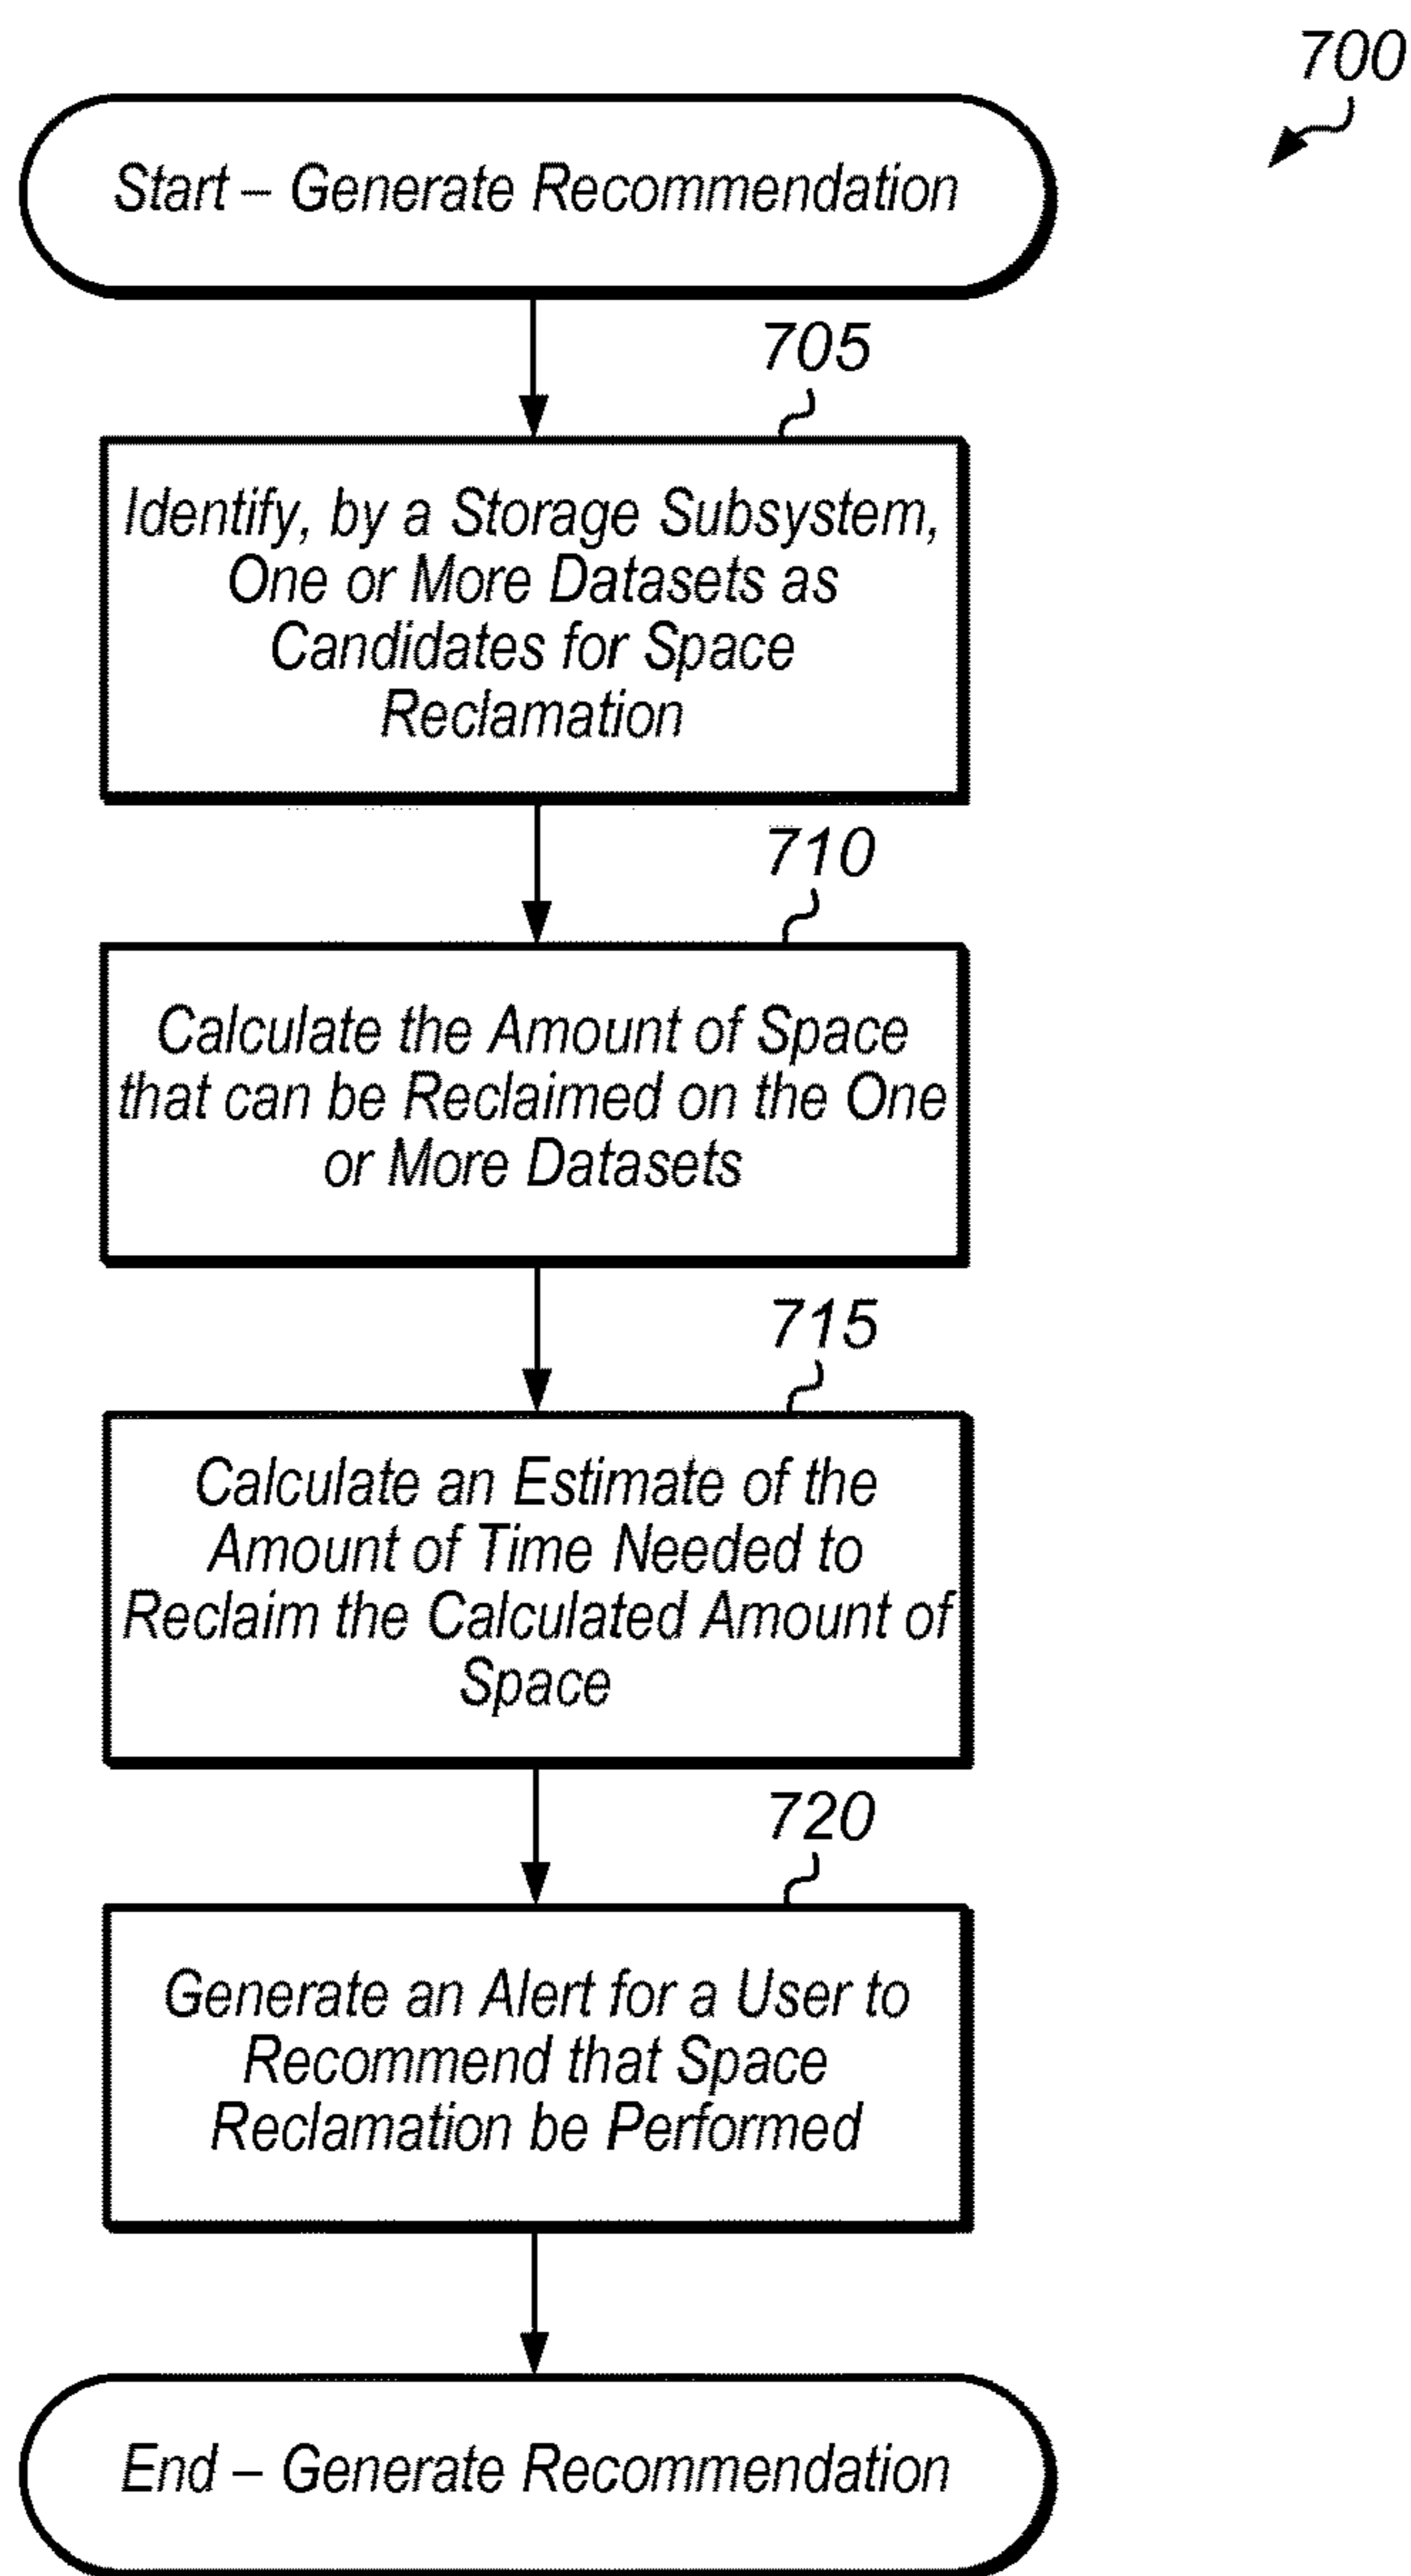 700
Start – Generate Recommendation
705
Identify, by a Storage Subsystem,
One or More Datasets as
Candidates for Space
Reclamation
710
Calculate the Amount of Space
that can be Reclaimed on the One
or More Datasets
715
Calculate an Estimate of the
Amount of Time Needed to
Reclaim the Calculated Amount of
Space
720
Generate an Alert for a User to
Recommend that Space
Reclamation be Performed
End – Generate Recommendation